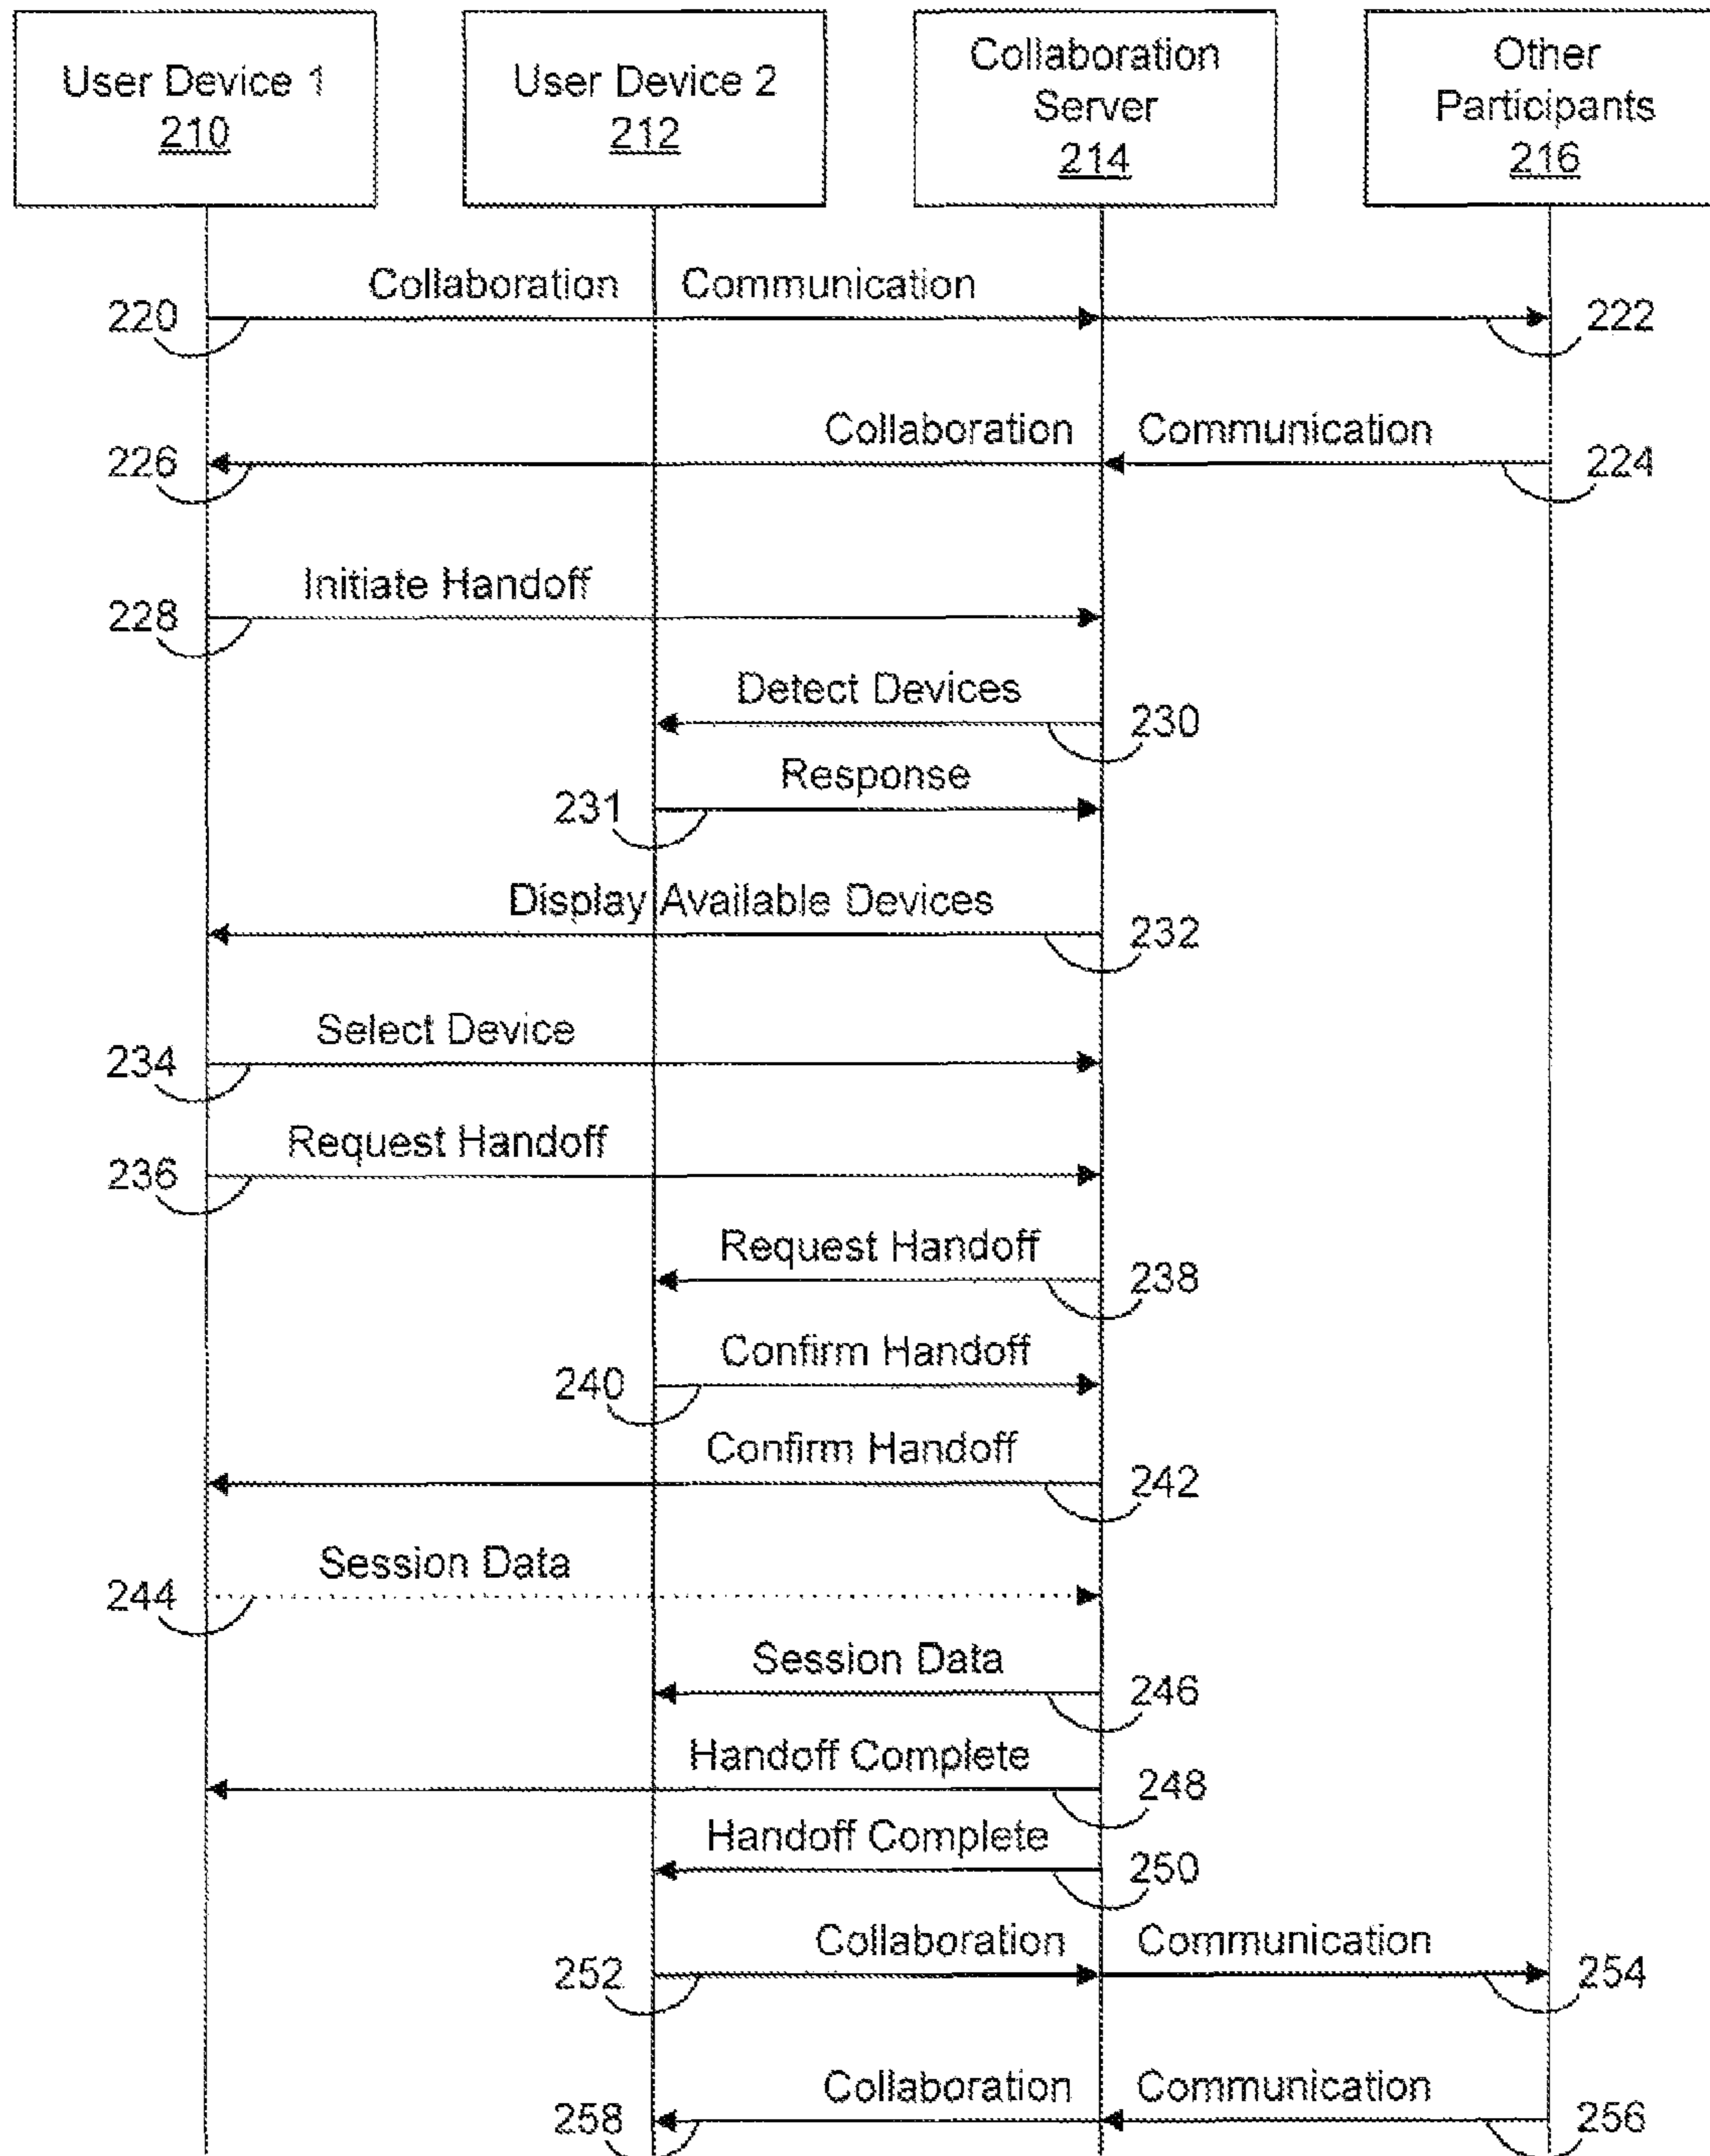 User Device 1
210
User Device 2
212
Collaboration
Server
214
Other
Participants
216
Collaboration Communication
220
222
Collaboration Communication
226
224
Initiate Handoff
228
Detect Devices
230
Response
231
Display Available Devices
232
Select Device
234
Request Handoff
236
Request Handoff
238
Confirm Handoff
240
Confirm Handoff
242
Session Data
244
Session Data
246
Handoff Complete
248
Handoff Complete
250
Collaboration Communication
252
254
Collaboration Communication
258
256